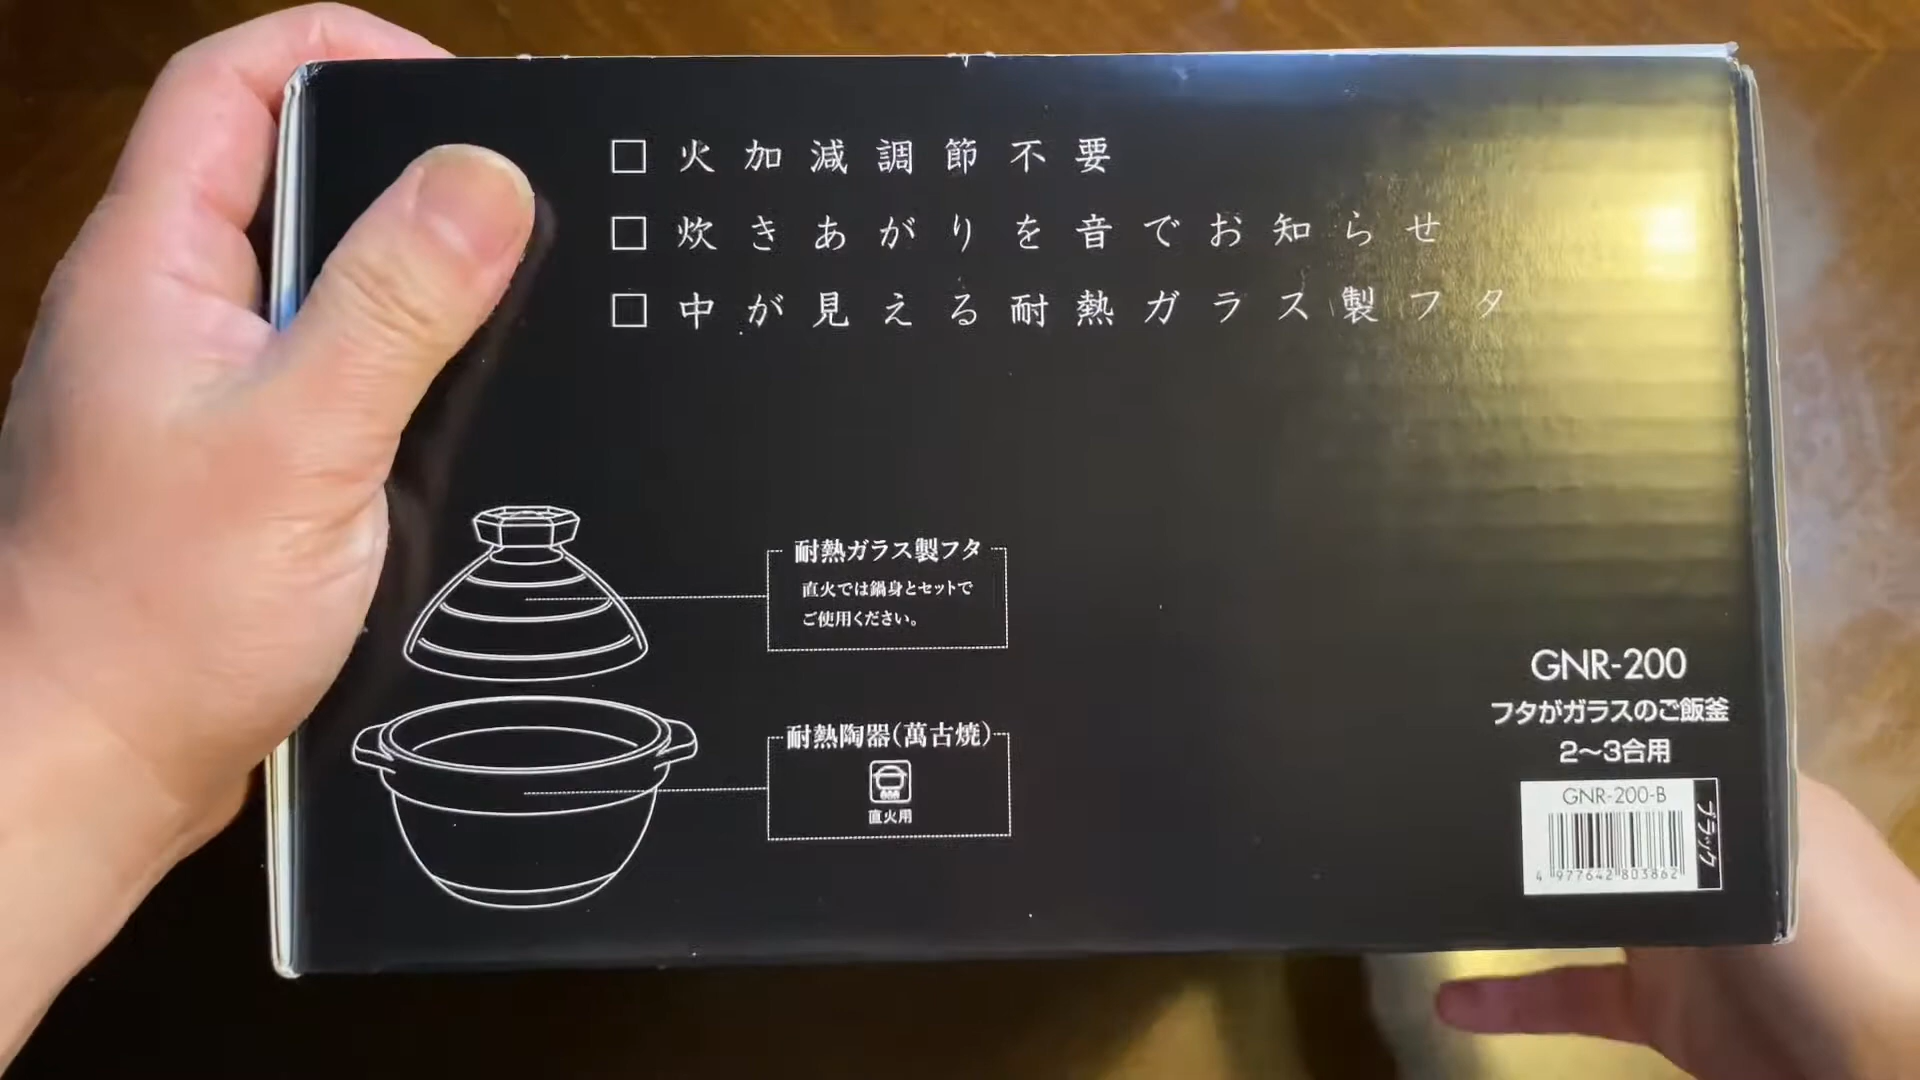 □ 火加減調節不要
□ 炊きあがりを音でお知らせ
□ 中が見える耐熱ガラス製フタ
耐熱ガラス製フタ
直火では鍋身とセットで
ご使用ください。
耐熱陶器(萬古焼)
直火用
GNR-200
フタがガラスのご飯釜
2〜3合用
GNR-200-B
ブラック
4 977642 803862